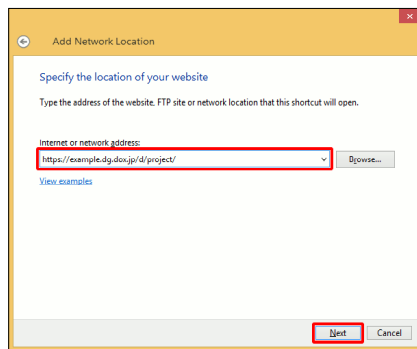 Add Network Location
Specify the location of your website
Type the address of the website, FTP site or network location that this shortcut will open.
Internet or network address:
https://example.dg.dox.jp/d/project/
Browse...
View examples
Next
Cancel